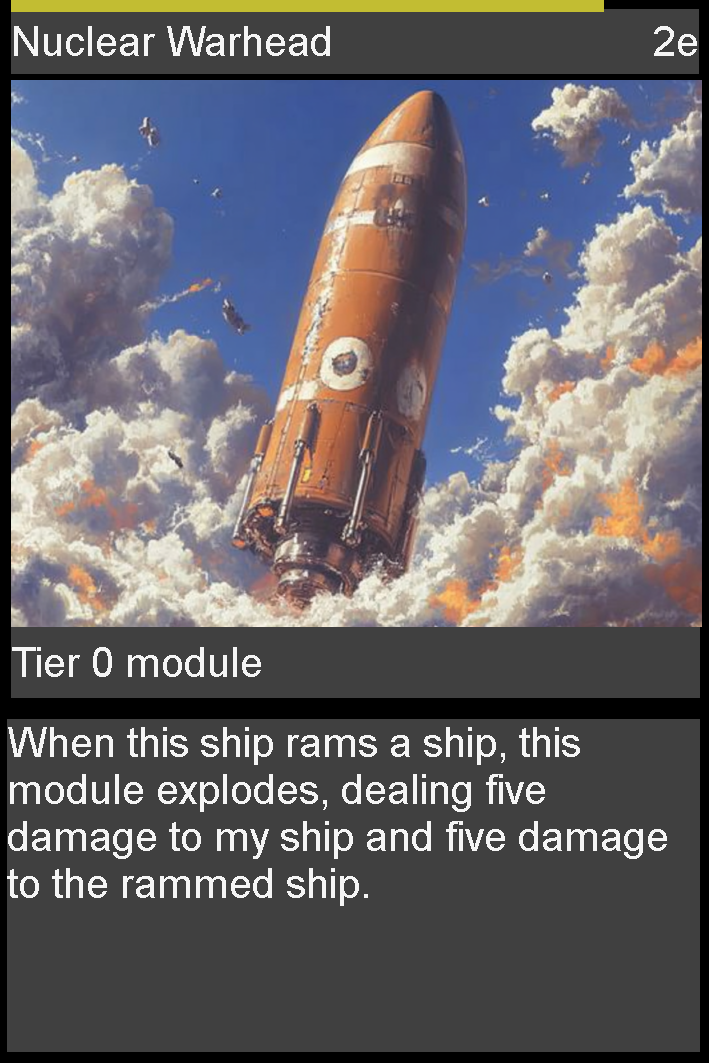 Nuclear Warhead 2e
Tier 0 module
When this ship rams a ship, this
module explodes, dealing five
damage to my ship and five damage
to the rammed ship.